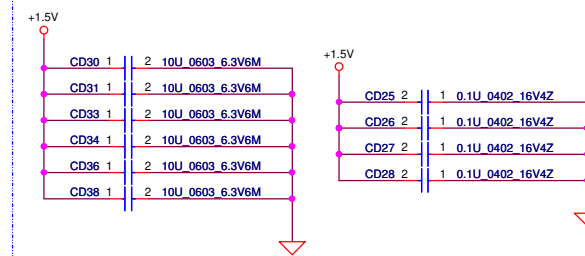 +1.5V
CD30 1 2 10U_0603_6.3V6M
CD31 1 2 10U_0603_6.3V6M
CD33 1 2 10U_0603_6.3V6M
CD34 1 2 10U_0603_6.3V6M
CD36 1 2 10U_0603_6.3V6M
CD38 1 2 10U_0603_6.3V6M
+1.5V
CD25 2 1 0.1U_0402_16V4Z
CD26 2 1 0.1U_0402_16V4Z
CD27 2 1 0.1U_0402_16V4Z
CD28 2 1 0.1U_0402_16V4Z